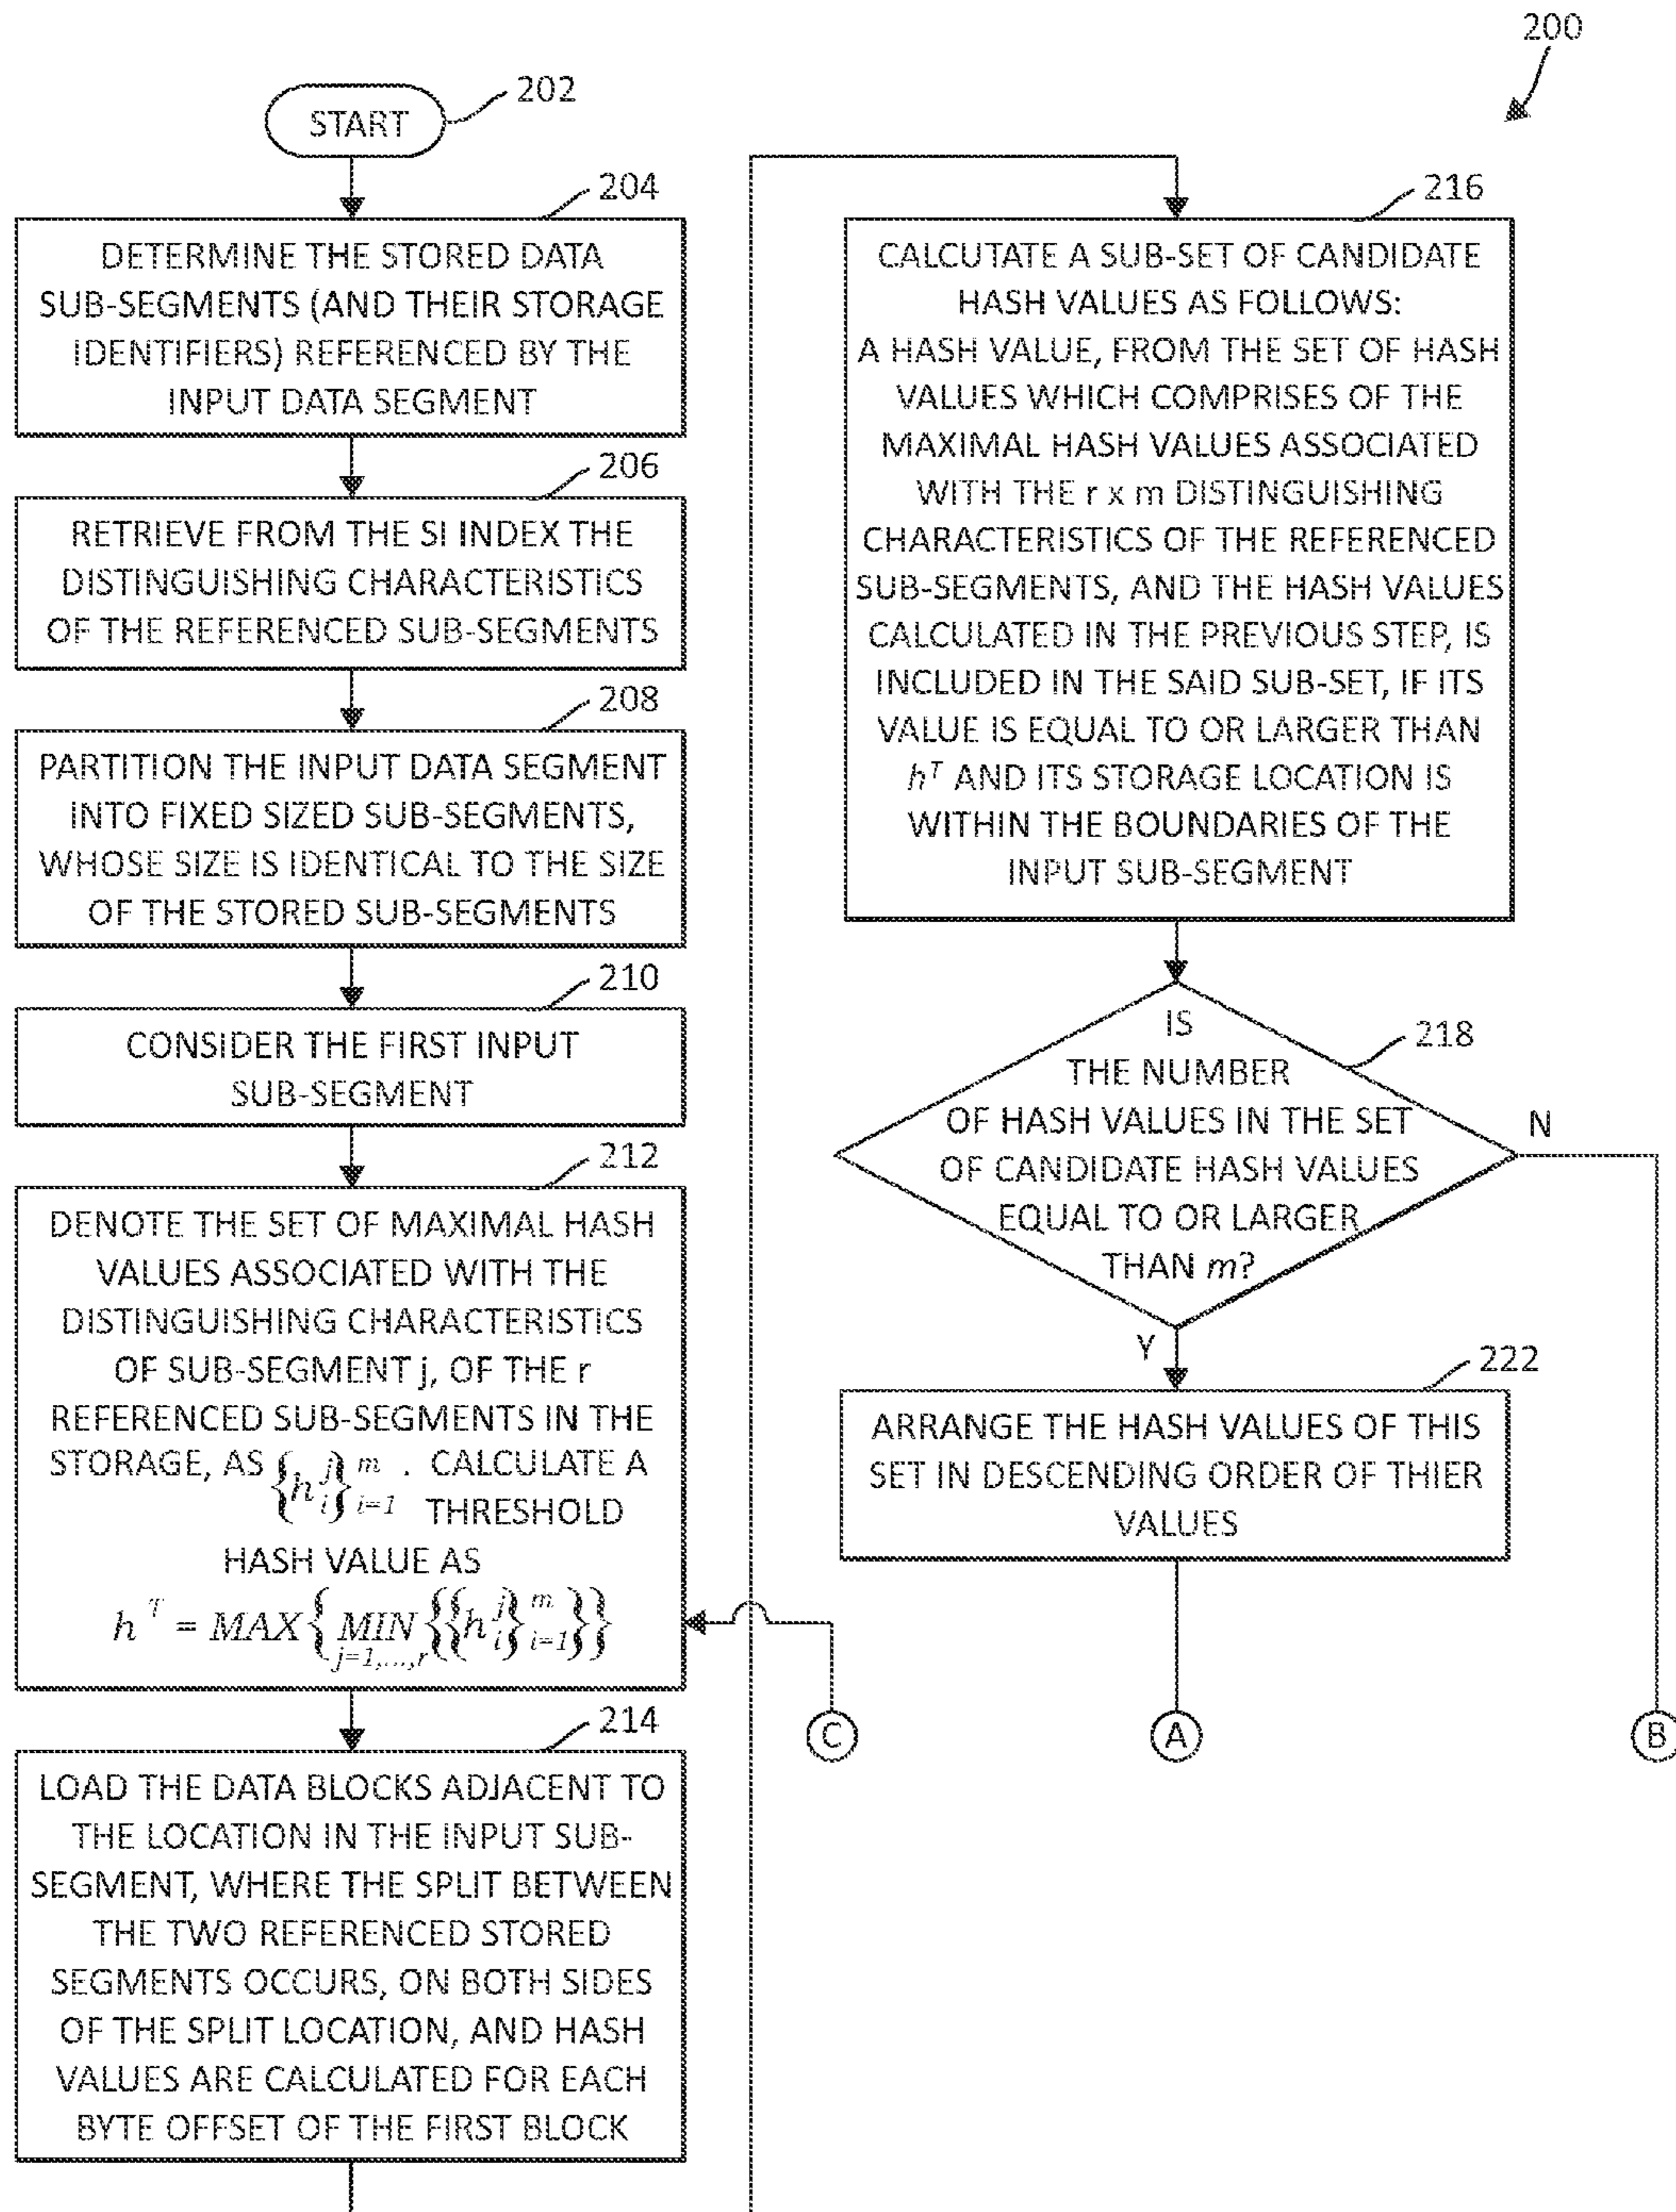 200
START
202
204
DETERMINE THE STORED DATA
SUB-SEGMENTS (AND THEIR STORAGE
IDENTIFIERS) REFERENCED BY THE
INPUT DATA SEGMENT
206
RETRIEVE FROM THE SI INDEX THE
DISTINGUISHING CHARACTERISTICS
OF THE REFERENCED SUB-SEGMENTS
208
PARTITION THE INPUT DATA SEGMENT
INTO FIXED SIZED SUB-SEGMENTS,
WHOSE SIZE IS IDENTICAL TO THE SIZE
OF THE STORED SUB-SEGMENTS
210
CONSIDER THE FIRST INPUT
SUB-SEGMENT
212
DENOTE THE SET OF MAXIMAL HASH
VALUES ASSOCIATED WITH THE
DISTINGUISHING CHARACTERISTICS
OF SUB-SEGMENT j, OF THE r
REFERENCED SUB-SEGMENTS IN THE
STORAGE, AS {h_i^j}_{i=1}^m . CALCULATE A
THRESHOLD
HASH VALUE AS
h^T = MAX{MIN_{j=1,...,r}{{h_i^j}_{i=1}^m}}
214
LOAD THE DATA BLOCKS ADJACENT TO
THE LOCATION IN THE INPUT SUB-
SEGMENT, WHERE THE SPLIT BETWEEN
THE TWO REFERENCED STORED
SEGMENTS OCCURS, ON BOTH SIDES
OF THE SPLIT LOCATION, AND HASH
VALUES ARE CALCULATED FOR EACH
BYTE OFFSET OF THE FIRST BLOCK
216
CALCUTATE A SUB-SET OF CANDIDATE
HASH VALUES AS FOLLOWS:
A HASH VALUE, FROM THE SET OF HASH
VALUES WHICH COMPRISES OF THE
MAXIMAL HASH VALUES ASSOCIATED
WITH THE r x m DISTINGUISHING
CHARACTERISTICS OF THE REFERENCED
SUB-SEGMENTS, AND THE HASH VALUES
CALCULATED IN THE PREVIOUS STEP, IS
INCLUDED IN THE SAID SUB-SET, IF ITS
VALUE IS EQUAL TO OR LARGER THAN
h^T AND ITS STORAGE LOCATION IS
WITHIN THE BOUNDARIES OF THE
INPUT SUB-SEGMENT
218
IS
THE NUMBER
OF HASH VALUES IN THE SET
OF CANDIDATE HASH VALUES
EQUAL TO OR LARGER
THAN m?
N
Y
222
ARRANGE THE HASH VALUES OF THIS
SET IN DESCENDING ORDER OF THIER
VALUES
C
A
B